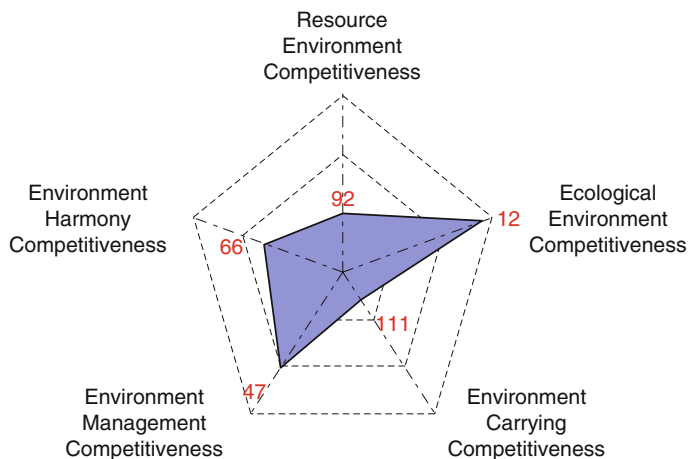 Resource
Environment
Competitiveness
92
Ecological
Environment
Competitiveness
12
Environment
Harmony
Competitiveness
66
111
47
Environment
Management
Competitiveness
Environment
Carrying
Competitiveness